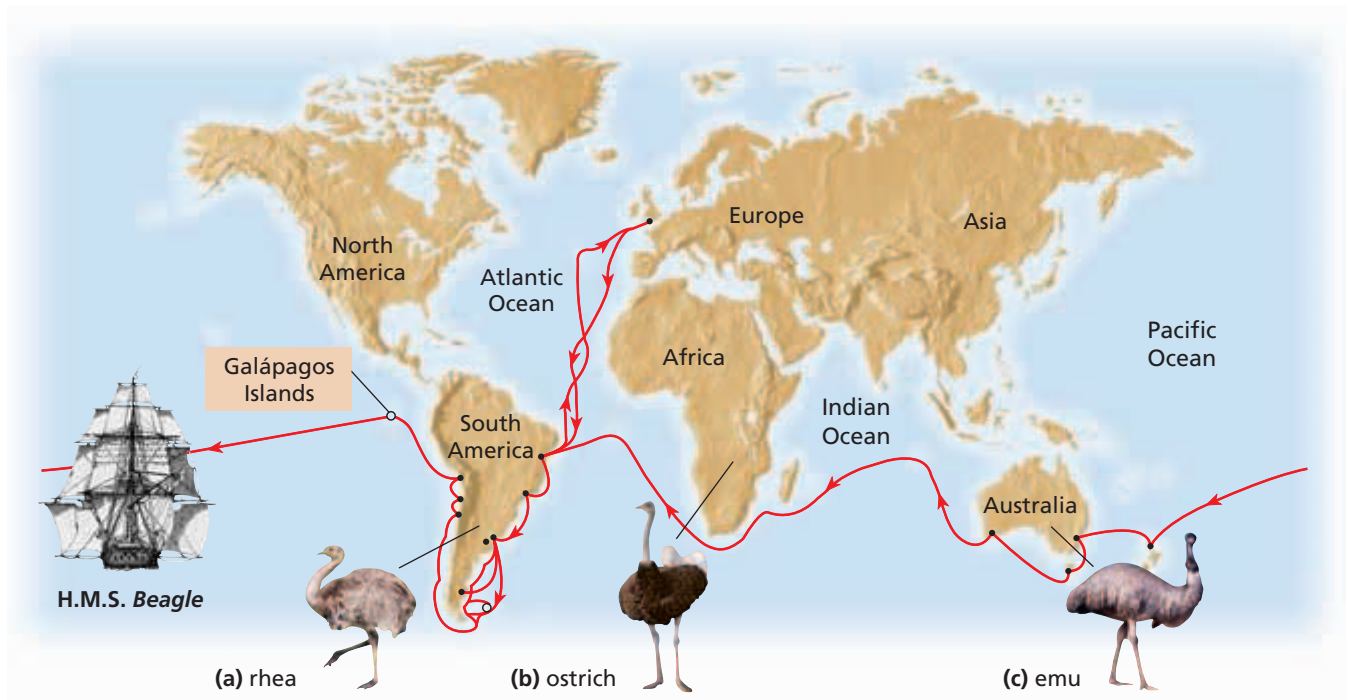 North
America
Atlantic
Ocean
Europe
Asia
Pacific
Ocean
Galápagos
Islands
Africa
South
America
Indian
Ocean
Australia
H.M.S. Beagle
(a) rhea
(b) ostrich
(c) emu